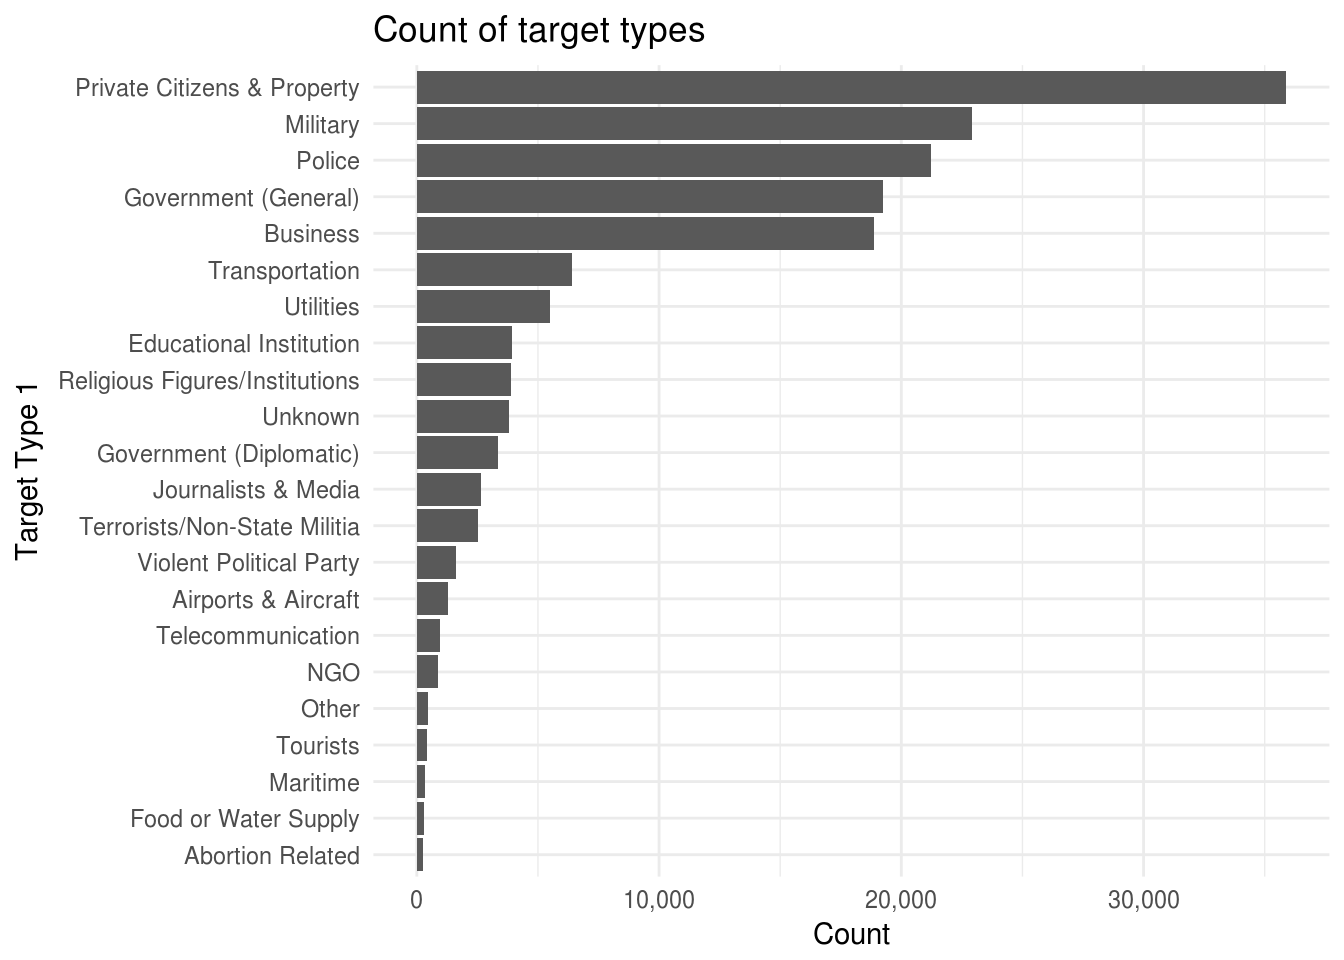 Count of target types
Private Citizens & Property
Military
Police
Government (General)
Business
Transportation
Utilities
Educational Institution
Religious Figures/Institutions
Unknown
Government (Diplomatic)
Journalists & Media
Terrorists/Non-State Militia
Violent Political Party
Airports & Aircraft
Telecommunication
NGO
Other
Tourists
Maritime
Food or Water Supply
Abortion Related
Target Type 1
0 10,000 20,000 30,000
Count